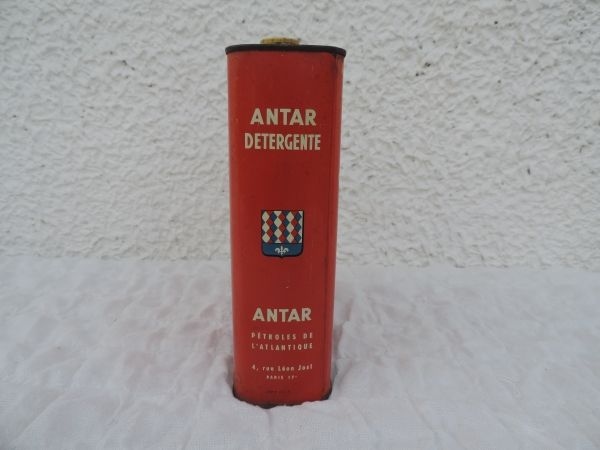 ANTAR
DETERGENTE
ANTAR
PÉTROLES DE
L'ATLANTIQUE
4, rue Léon Jost
PARIS 17e